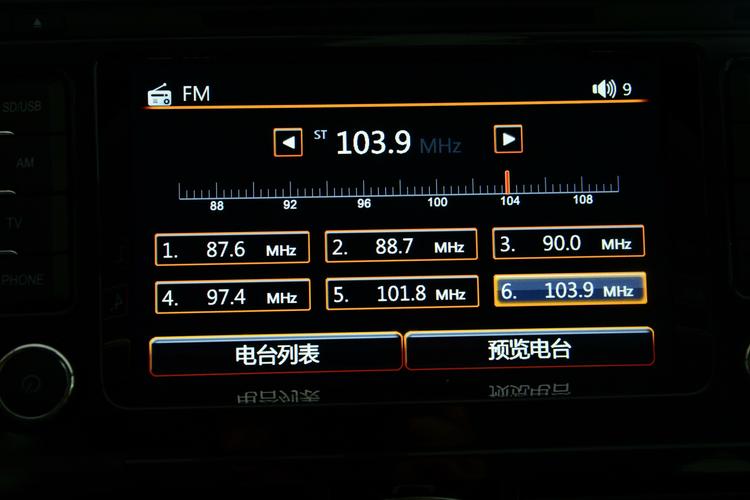 FM
9
SD/USB
ST 103.9 MHz
AM
88 92 96 100 104 108
TV
1. 87.6 MHz
2. 88.7 MHz
3. 90.0 MHz
PHONE
4. 97.4 MHz
5. 101.8 MHz
6. 103.9 MHz
电台列表
预览电台